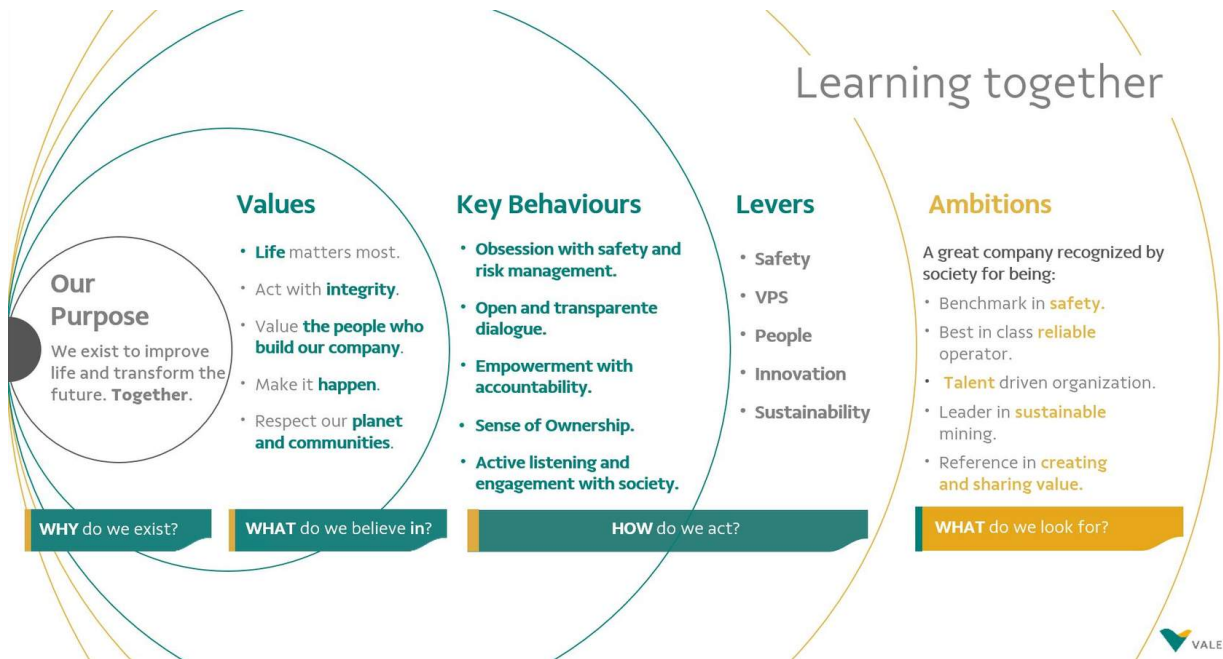 Learning together
Our
Purpose
We exist to improve
life and transform the
future. Together.
WHY do we exist?
Values
• Life matters most.
• Act with integrity.
• Value the people who
build our company.
• Make it happen.
• Respect our planet
and communities.
WHAT do we believe in?
Key Behaviours
• Obsession with safety and
risk management.
• Open and transparente
dialogue.
• Empowerment with
accountability.
• Sense of Ownership.
• Active listening and
engagement with society.
Levers
• Safety
• VPS
• People
• Innovation
• Sustainability
HOW do we act?
Ambitions
A great company recognized by
society for being:
• Benchmark in safety.
• Best in class reliable
operator.
• Talent driven organization.
• Leader in sustainable
mining.
• Reference in creating
and sharing value.
WHAT do we look for?
VALE